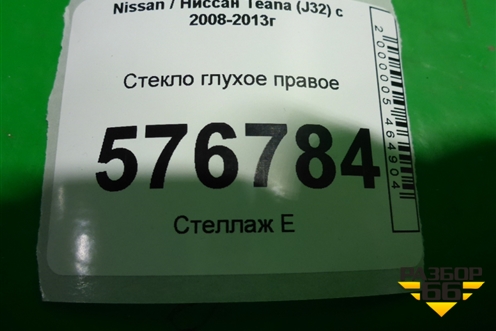 Nissan / Ниссан Teana (J32) с
2008-2013г
Стекло глухое правое
576784
Стеллаж Е
2000005464904
РАЗБОР
66